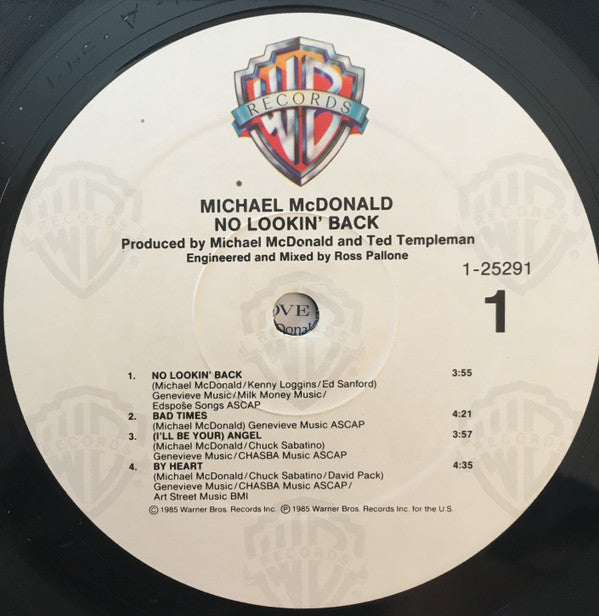 WB
RECORDS
MICHAEL McDONALD
NO LOOKIN' BACK
Produced by Michael McDonald and Ted Templeman
Engineered and Mixed by Ross Pallone
1-25291
1
OVE
Donald
1. NO LOOKIN' BACK 3:55
(Michael McDonald/Kenny Loggins/Ed Sanford)
Genevieve Music/Milk Money Music/
Edspoše Songs ASCAP
2. BAD TIMES 4:21
(Michael McDonald) Genevieve Music ASCAP
3. (I'LL BE YOUR) ANGEL 3:57
(Michael McDonald/Chuck Sabatino)
Genevieve Music/CHASBA Music ASCAP
4. BY HEART 4:35
(Michael McDonald/Chuck Sabatino/David Pack)
Genevieve Music/CHASBA Music ASCAP/
Art Street Music BMI
© 1985 Warner Bros. Records Inc. ℗ 1985 Warner Bros. Records Inc. for the U.S.